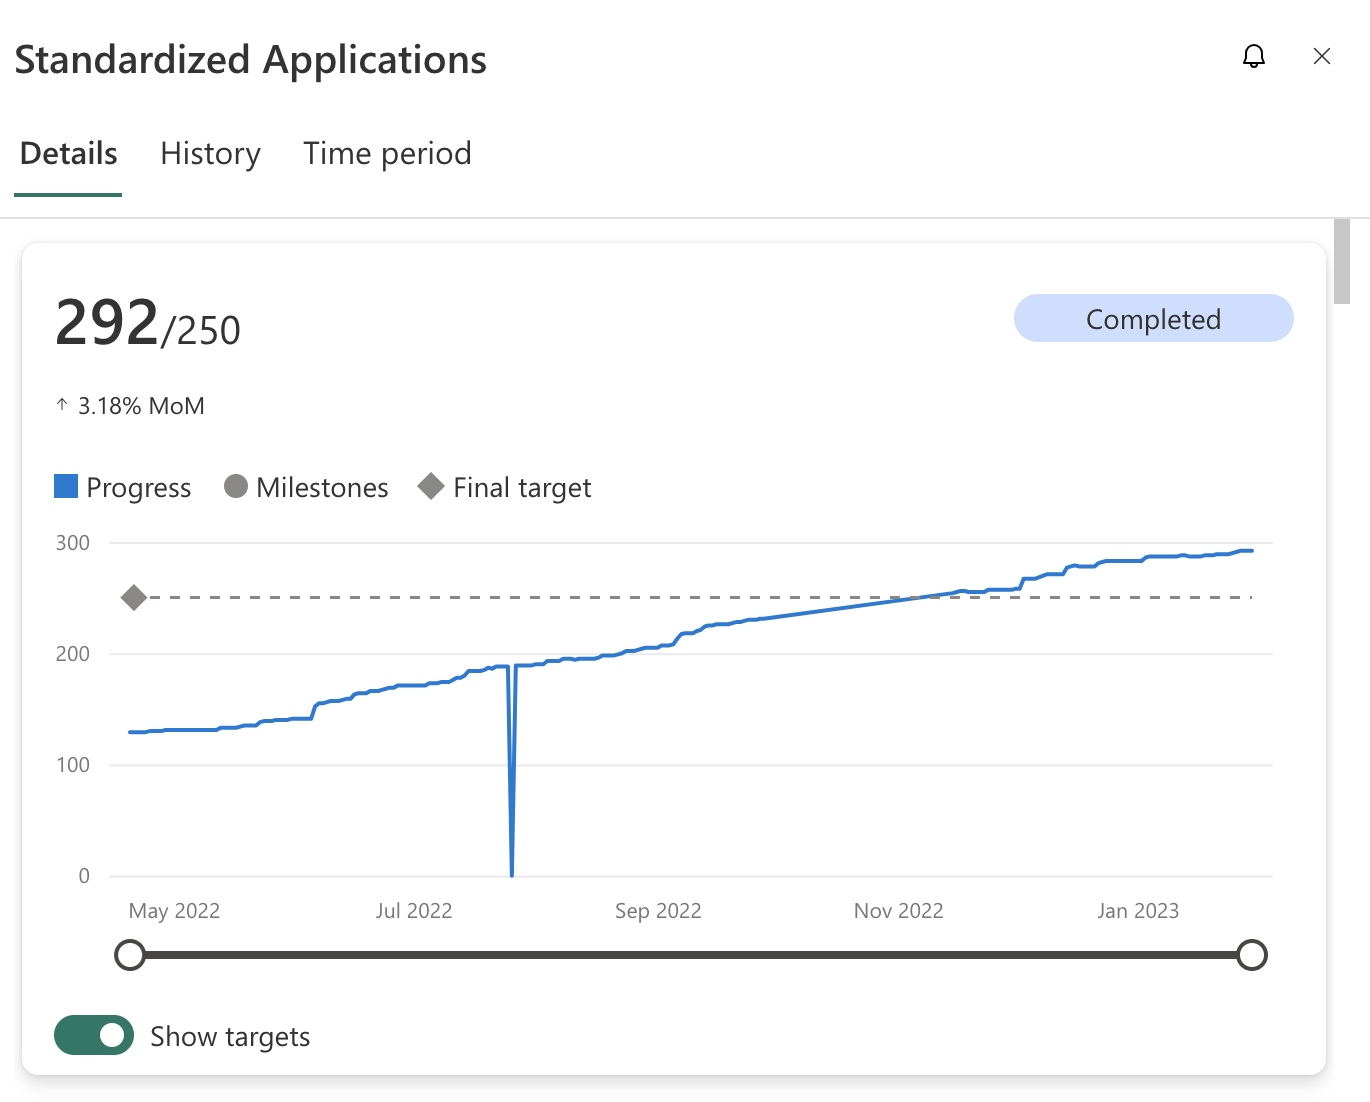 Standardized Applications
Details History Time period
292/250
Completed
↑ 3.18% MoM
Progress Milestones Final target
300
200
100
0
May 2022 Jul 2022 Sep 2022 Nov 2022 Jan 2023
Show targets